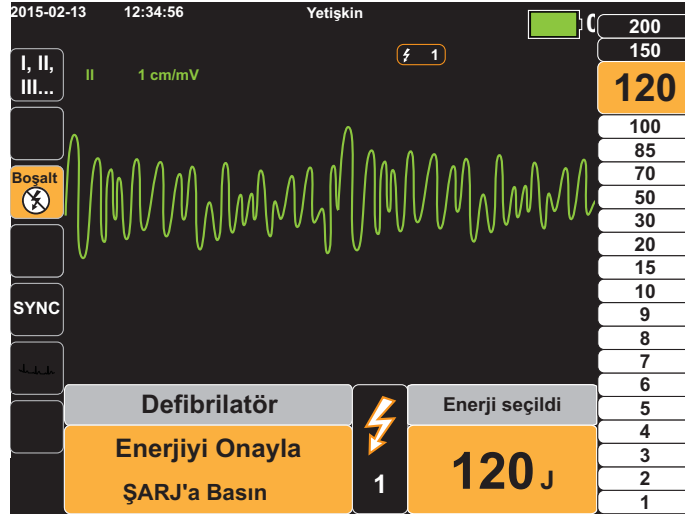 2015-02-13 12:34:56 Yetişkin
I, II,
III...
II 1 cm/mV
1
Boşalt
SYNC
200
150
120
100
85
70
50
30
20
15
10
9
8
7
6
5
4
3
2
1
Defibrilatör
Enerjiyi Onayla
ŞARJ'a Basın
1
Enerji seçildi
120 J